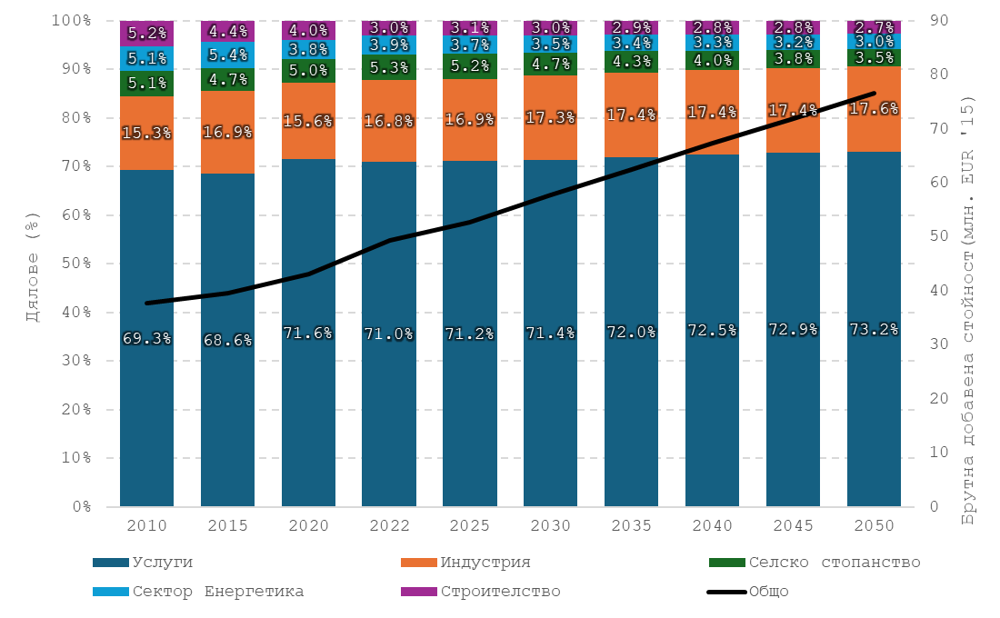 100%
90%
80%
70%
60%
50%
40%
30%
20%
10%
0%
Дялове (%)
90
80
70
60
50
40
30
20
10
0
Брутна добавена стойност(млн. EUR '15)
5.2% 4.4% 4.0% 3.0% 3.1% 3.0% 2.9% 2.8% 2.8% 2.7%
5.1% 5.4% 3.8% 3.9% 3.7% 3.5% 3.4% 3.3% 3.2% 3.0%
5.1% 4.7% 5.0% 5.3% 5.2% 4.7% 4.3% 4.0% 3.8% 3.5%
15.3% 16.9% 15.6% 16.8% 16.9% 17.3% 17.4% 17.4% 17.4% 17.6%
69.3% 68.6% 71.6% 71.0% 71.2% 71.4% 72.0% 72.5% 72.9% 73.2%
2010 2015 2020 2022 2025 2030 2035 2040 2045 2050
Услуги Индустрия Селско стопанство
Сектор Енергетика Строителство Общо